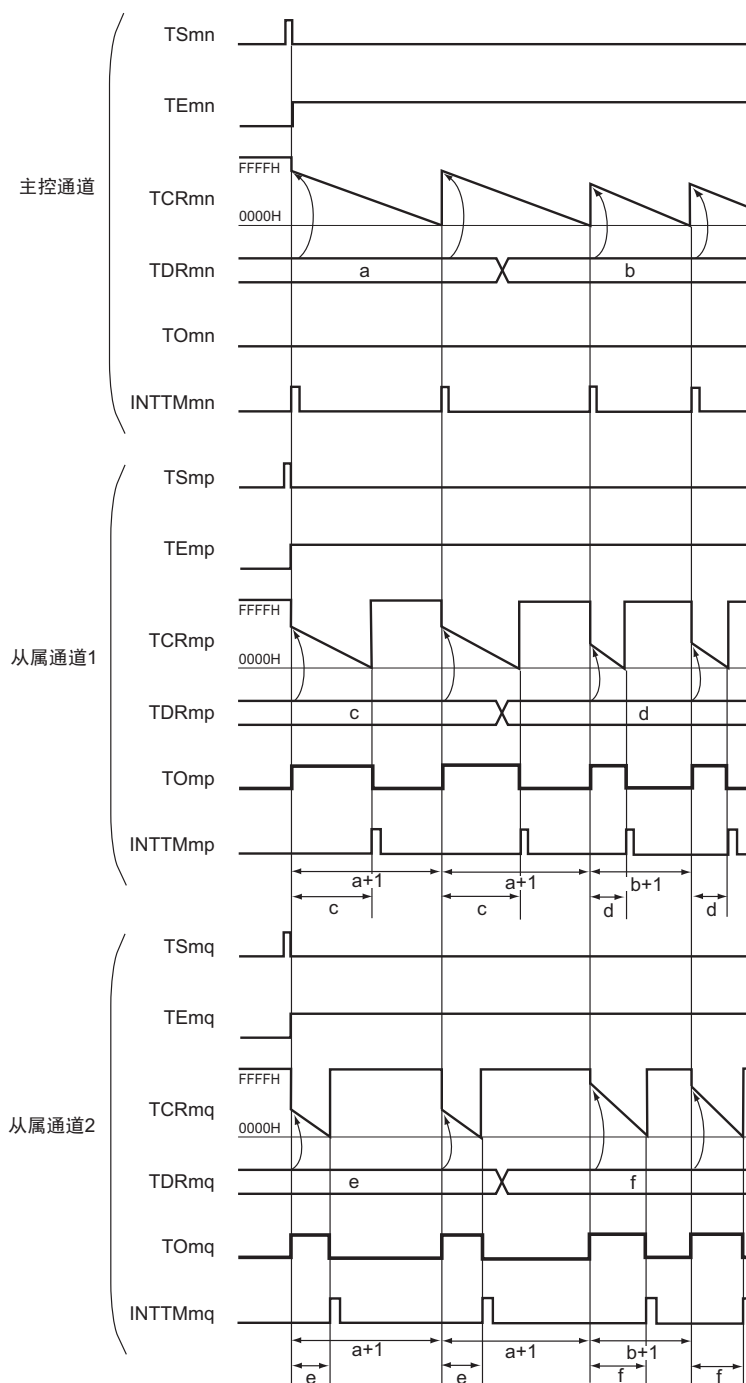 主控通道
TSmn
TEmn
TCRmn
FFFFH
0000H
TDRmn
a
b
TOmn
INTTMmn
从属通道1
TSmp
TEmp
TCRmp
FFFFH
0000H
TDRmp
c
d
TOmp
INTTMmp
a+1
a+1
b+1
c
c
d
d
从属通道2
TSmq
TEmq
TCRmq
FFFFH
0000H
TDRmq
e
f
TOmq
INTTMmq
a+1
a+1
b+1
e
e
f
f